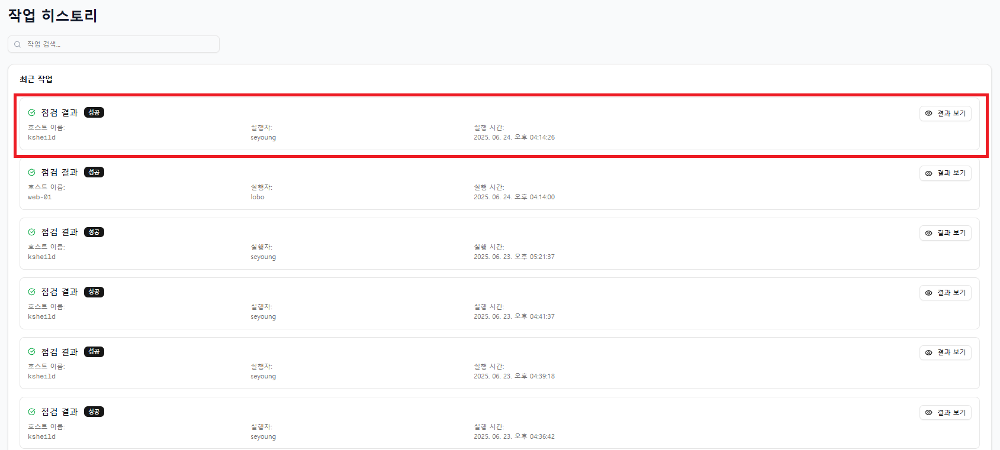 작업 히스토리
작업 검색...
최근 작업
점검 결과 성공 결과 보기
호스트 이름: 실행자: 실행 시간:
ksheild seyoung 2025. 06. 24. 오후 04:14:26
점검 결과 성공 결과 보기
호스트 이름: 실행자: 실행 시간:
web-01 lobo 2025. 06. 24. 오후 04:14:00
점검 결과 성공 결과 보기
호스트 이름: 실행자: 실행 시간:
ksheild seyoung 2025. 06. 23. 오후 05:21:37
점검 결과 성공 결과 보기
호스트 이름: 실행자: 실행 시간:
ksheild seyoung 2025. 06. 23. 오후 04:41:37
점검 결과 성공 결과 보기
호스트 이름: 실행자: 실행 시간:
ksheild seyoung 2025. 06. 23. 오후 04:39:18
점검 결과 성공 결과 보기
호스트 이름: 실행자: 실행 시간:
ksheild seyoung 2025. 06. 23. 오후 04:36:42